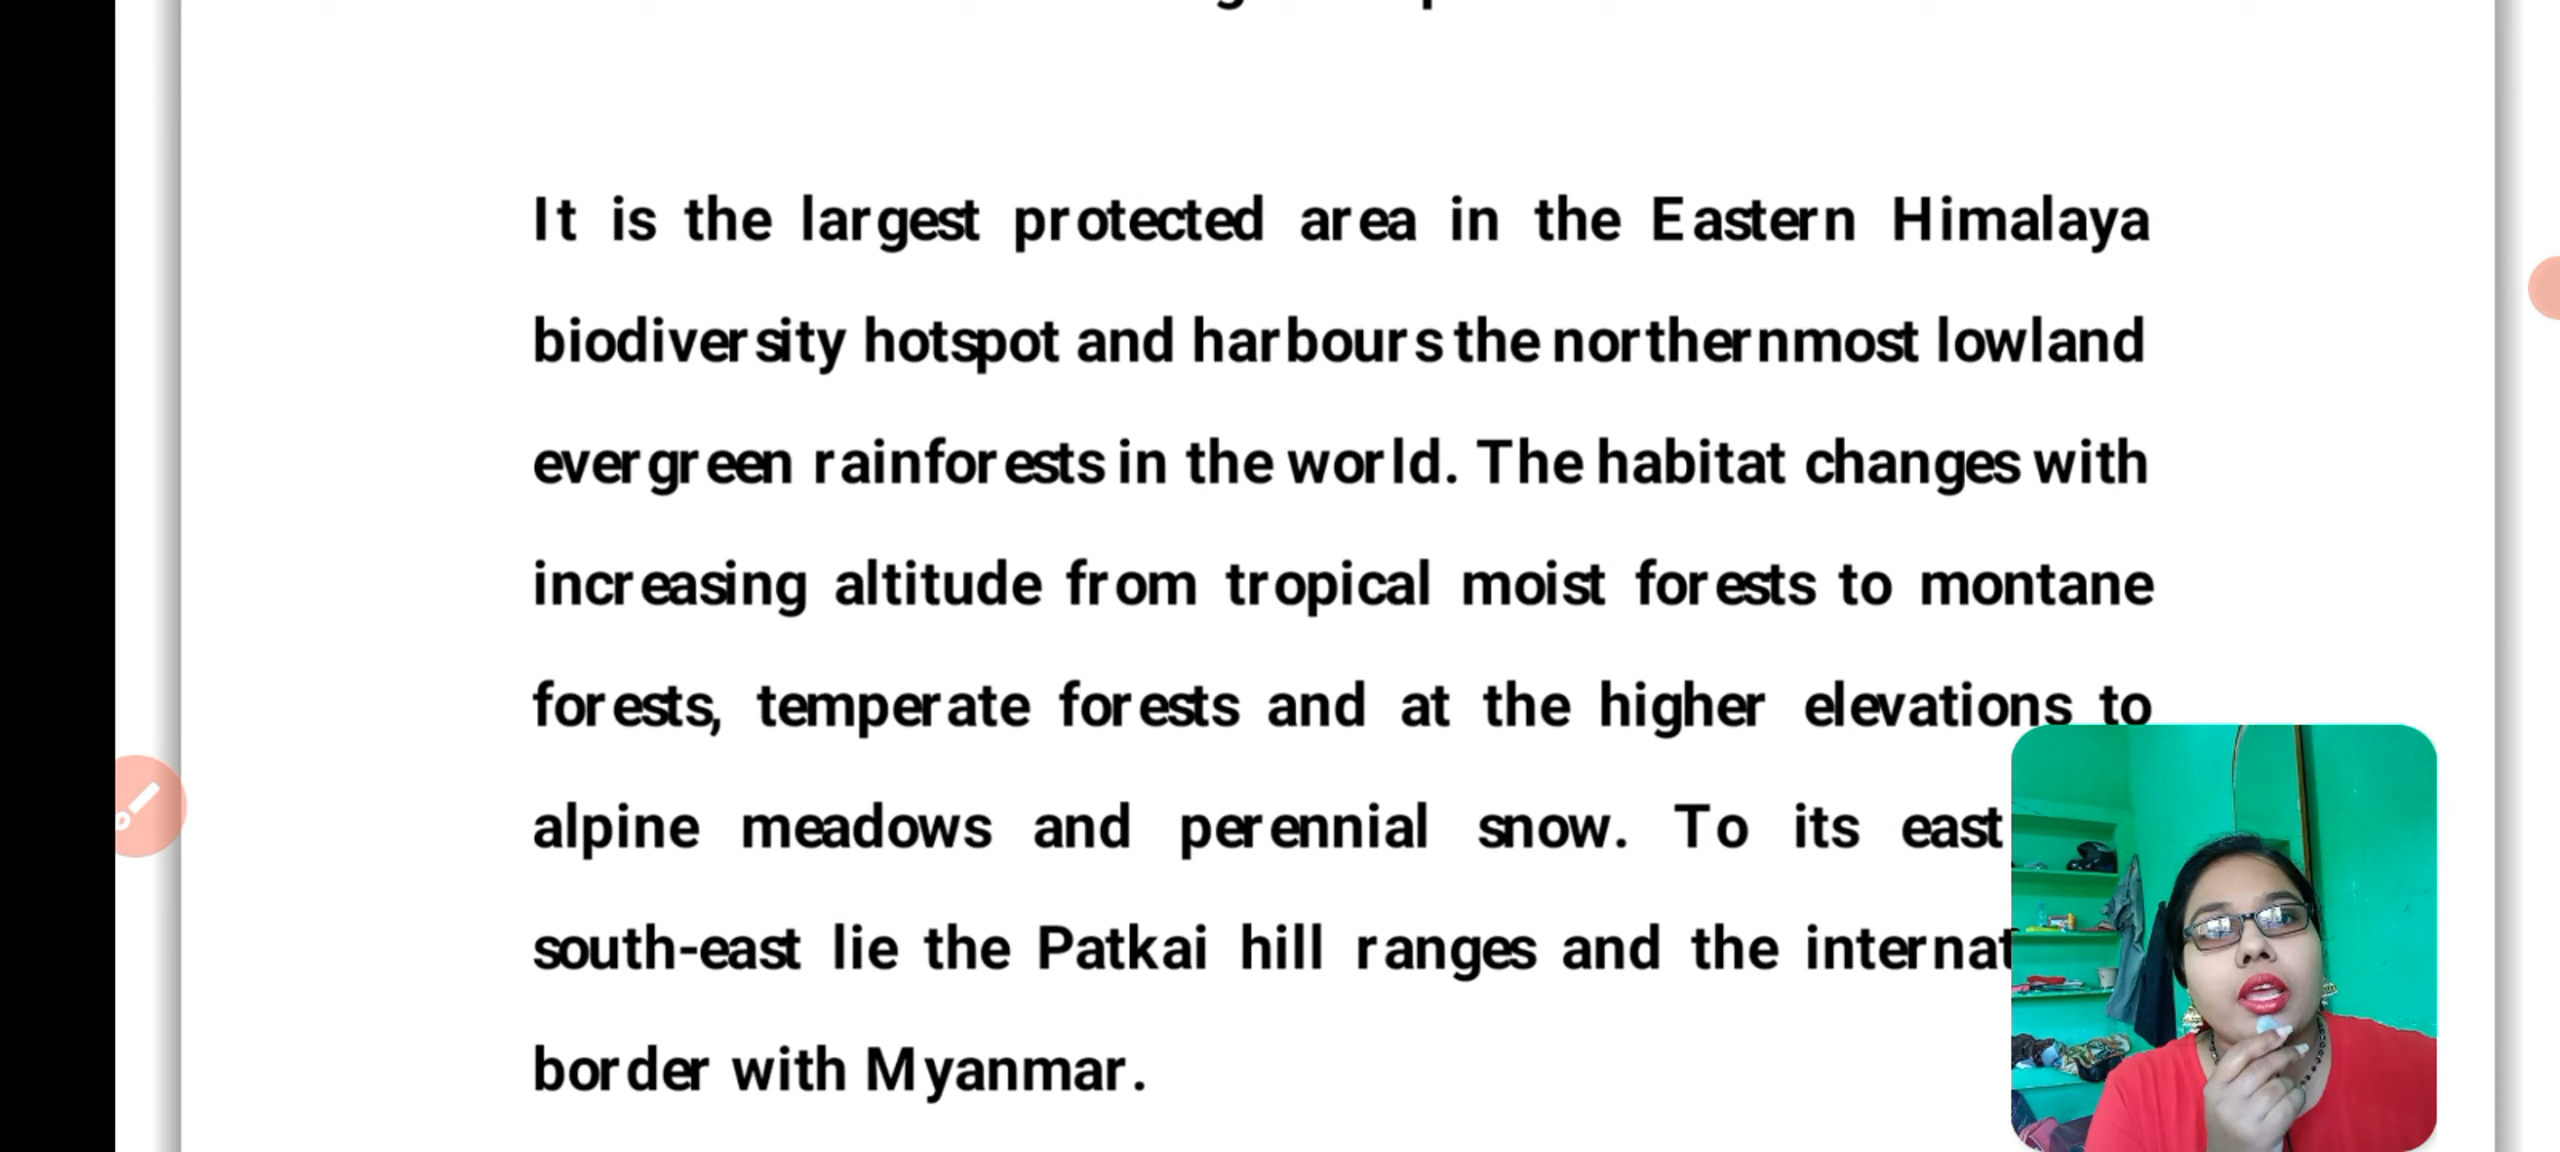 It is the largest protected area in the Eastern Himalaya
biodiversity hotspot and harbours the northernmost lowland
evergreen rainforests in the world. The habitat changes with
increasing altitude from tropical moist forests to montane
forests, temperate forests and at the higher elevations to
alpine meadows and perennial snow. To its east
south-east lie the Patkai hill ranges and the
border with Myanmar.